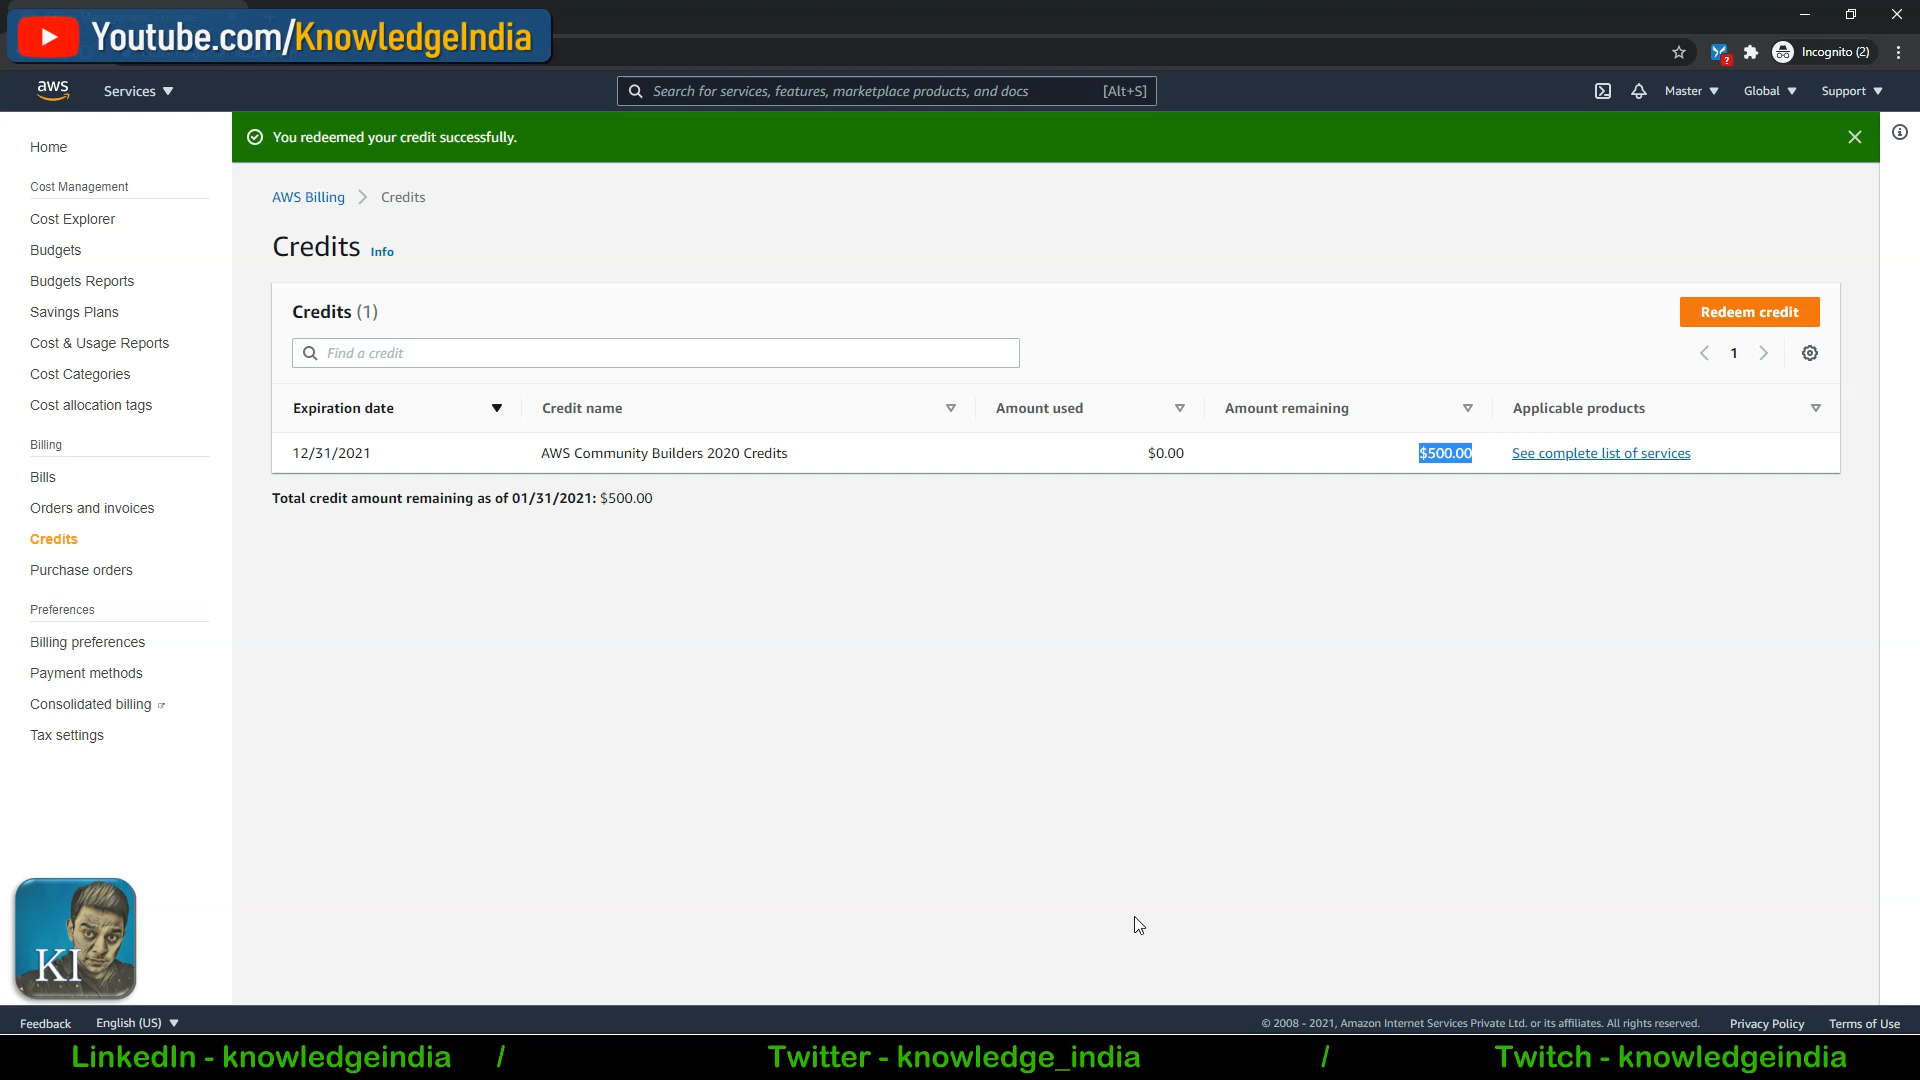 Youtube.com/KnowledgeIndia
Incognito (2)
aws
Services
Search for services, features, marketplace products, and docs [Alt+S]
Master
Global
Support
Home
Cost Management
Cost Explorer
Budgets
Budgets Reports
Savings Plans
Cost & Usage Reports
Cost Categories
Cost allocation tags
Billing
Bills
Orders and invoices
Credits
Purchase orders
Preferences
Billing preferences
Payment methods
Consolidated billing
Tax settings
You redeemed your credit successfully.
AWS Billing > Credits
Credits Info
Credits (1)
Redeem credit
Find a credit
1
Expiration date Credit name Amount used Amount remaining Applicable products
12/31/2021 AWS Community Builders 2020 Credits $0.00 $500.00 See complete list of services
Total credit amount remaining as of 01/31/2021: $500.00
KI
Feedback English (US)
© 2008 - 2021, Amazon Internet Services Private Ltd. or its affiliates. All rights reserved. Privacy Policy Terms of Use
LinkedIn - knowledgeindia / Twitter - knowledge_india / Twitch - knowledgeindia